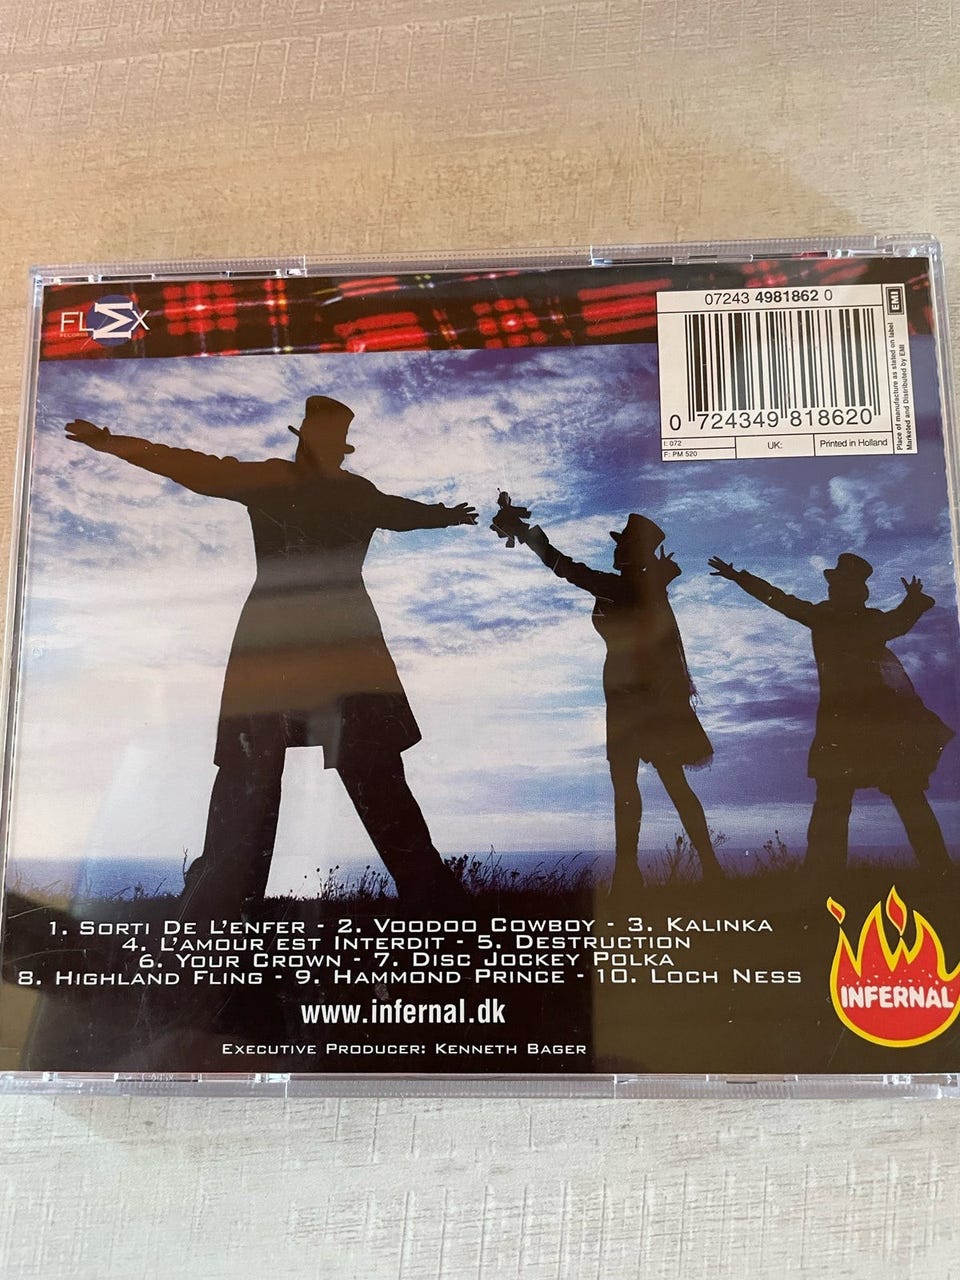 FLEX
RECORDS
07243 4981862 0
EMI
0 724349 818620
I: 072
F: PM 520
UK:
Printed in Holland
Place of manufacture as stated on label
Marketed and Distributed by EMI
1. SORTI DE L'ENFER - 2. VOODOO COWBOY - 3. KALINKA
4. L'AMOUR EST INTERDIT - 5. DESTRUCTION
6. YOUR CROWN - 7. DISC JOCKEY POLKA
8. HIGHLAND FLING - 9. HAMMOND PRINCE - 10. LOCH NESS
www.infernal.dk
EXECUTIVE PRODUCER: KENNETH BAGER
INFERNAL